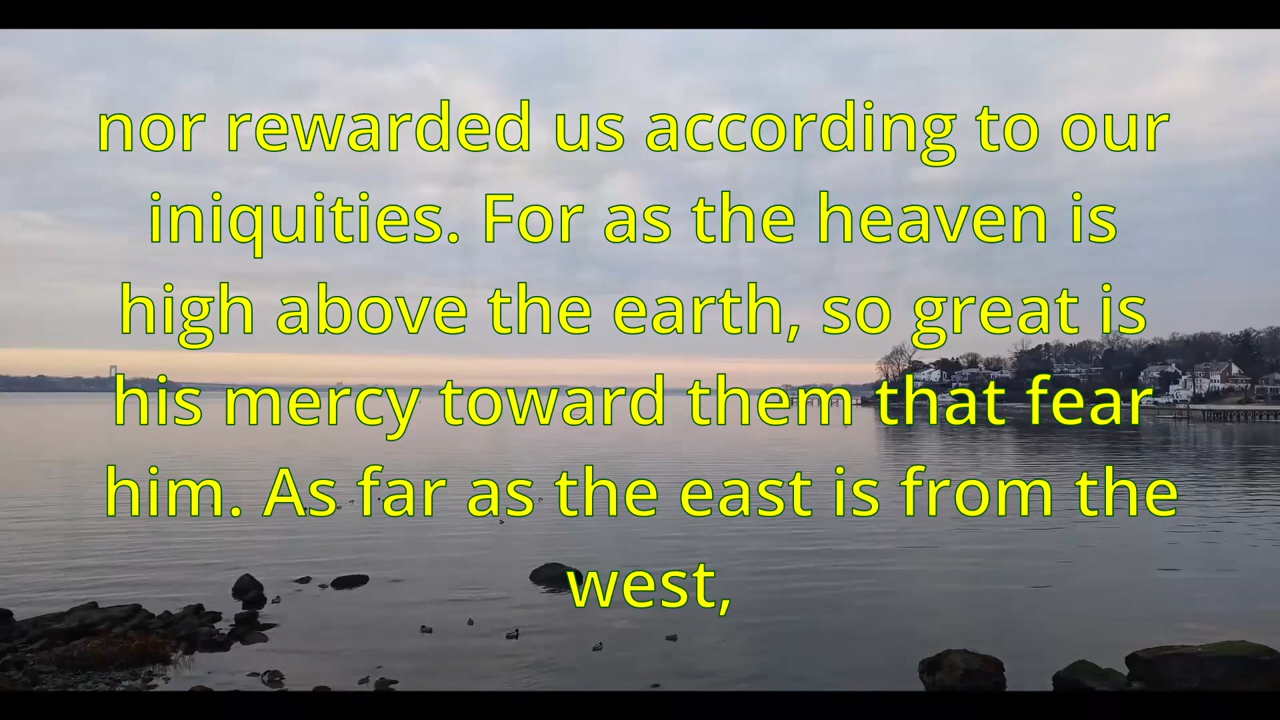 nor rewarded us according to our
iniquities. For as the heaven is
high above the earth, so great is
his mercy toward them that fear
him. As far as the east is from the
west,